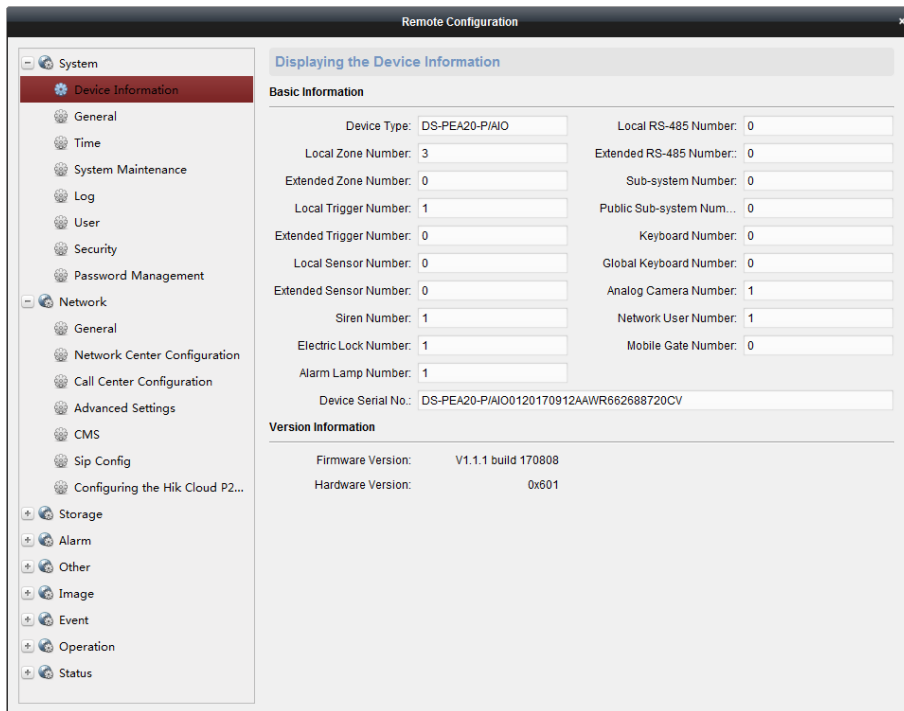 Remote Configuration
×
System
Device Information
General
Time
System Maintenance
Log
User
Security
Password Management
Network
General
Network Center Configuration
Call Center Configuration
Advanced Settings
CMS
Sip Config
Configuring the Hik Cloud P2...
Storage
Alarm
Other
Image
Event
Operation
Status
Displaying the Device Information
Basic Information
Device Type: DS-PEA20-P/AIO
Local RS-485 Number: 0
Local Zone Number: 3
Extended RS-485 Number:: 0
Extended Zone Number: 0
Sub-system Number: 0
Local Trigger Number: 1
Public Sub-system Num... 0
Extended Trigger Number: 0
Keyboard Number: 0
Local Sensor Number: 0
Global Keyboard Number: 0
Extended Sensor Number: 0
Analog Camera Number: 1
Siren Number: 1
Network User Number: 1
Electric Lock Number: 1
Mobile Gate Number: 0
Alarm Lamp Number: 1
Device Serial No.: DS-PEA20-P/AIO0120170912AAWR662688720CV
Version Information
Firmware Version: V1.1.1 build 170808
Hardware Version: 0x601